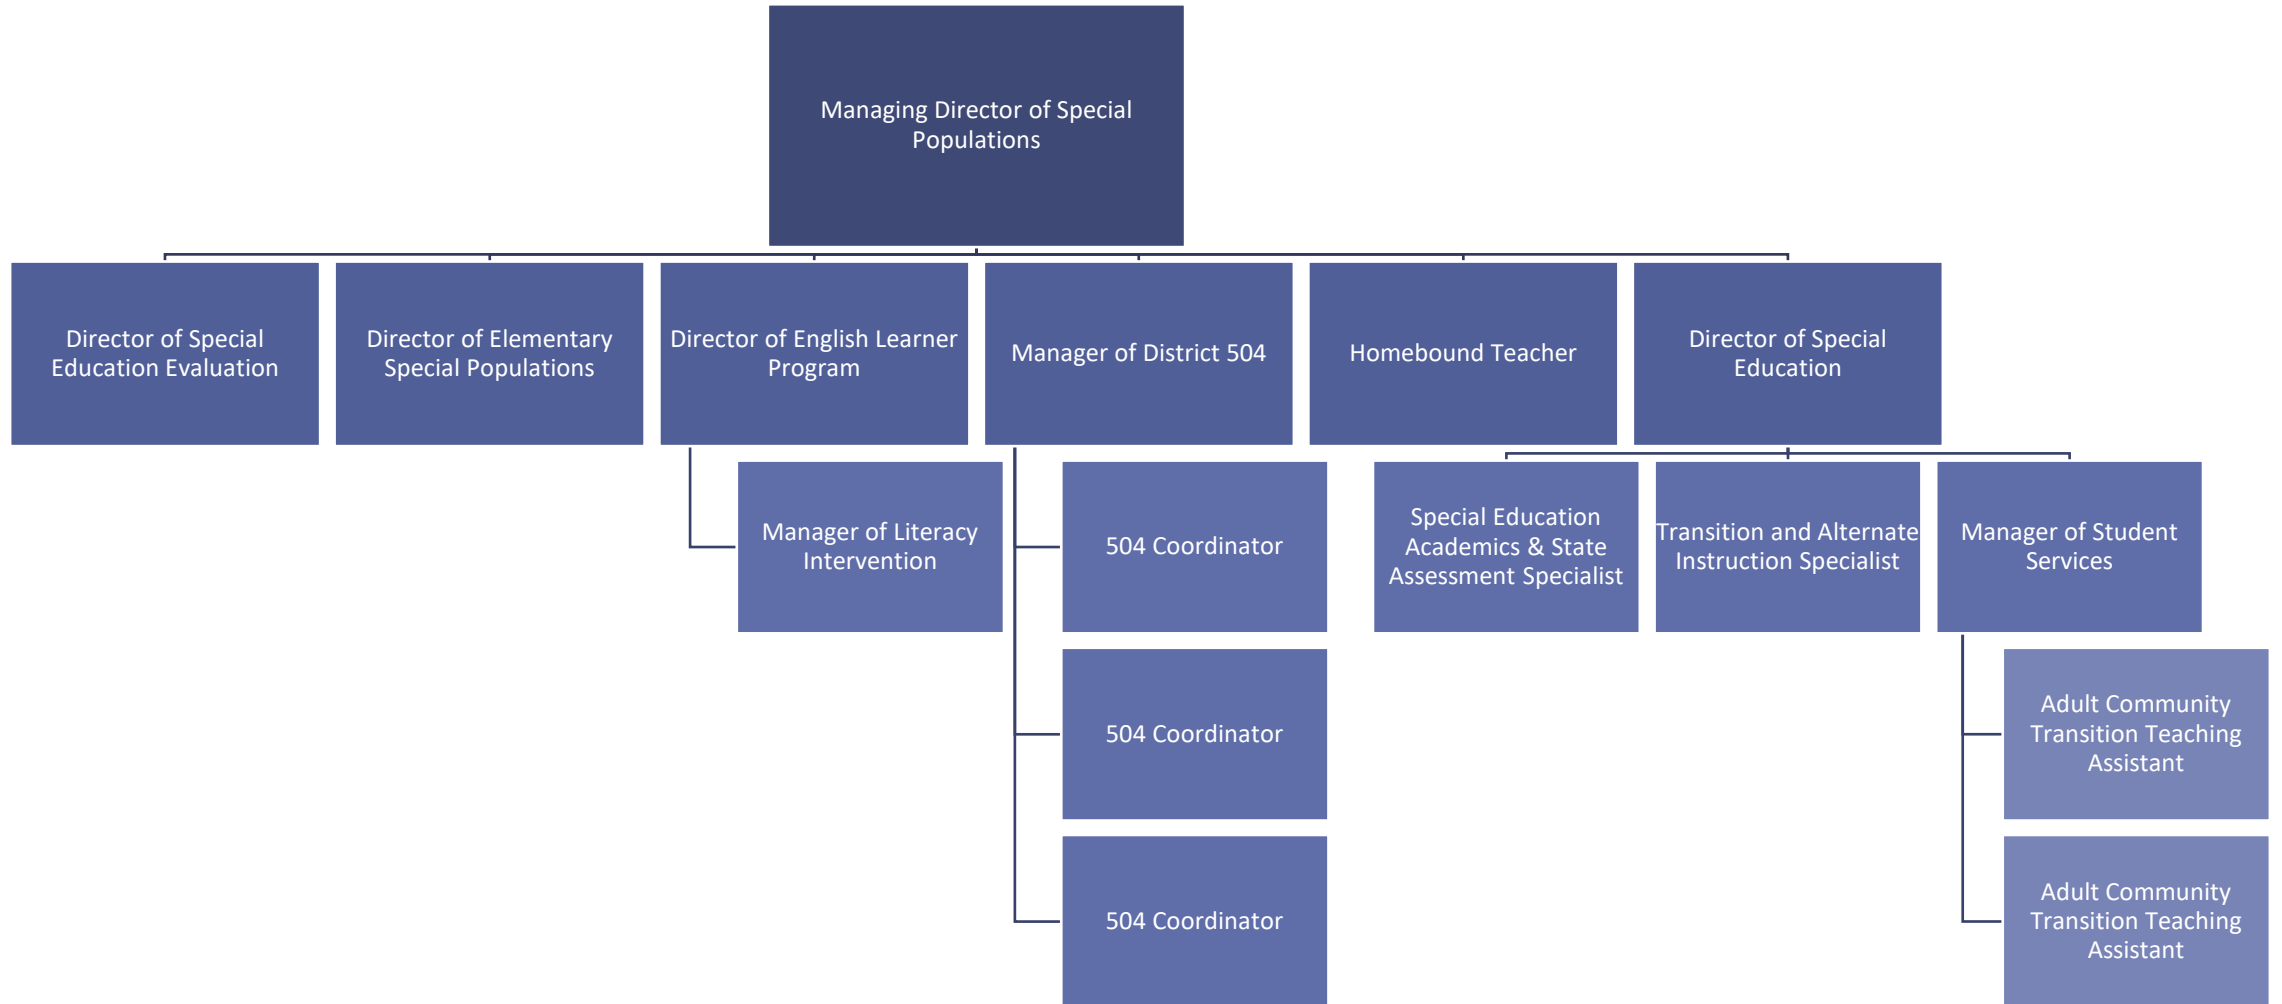 Managing Director of Special
Populations
Director of Special
Education Evaluation
Director of Elementary
Special Populations
Director of English Learner
Program
Manager of District 504
Homebound Teacher
Director of Special
Education
Manager of Literacy
Intervention
504 Coordinator
504 Coordinator
504 Coordinator
Special Education
Academics & State
Assessment Specialist
Transition and Alternate
Instruction Specialist
Manager of Student
Services
Adult Community
Transition Teaching
Assistant
Adult Community
Transition Teaching
Assistant